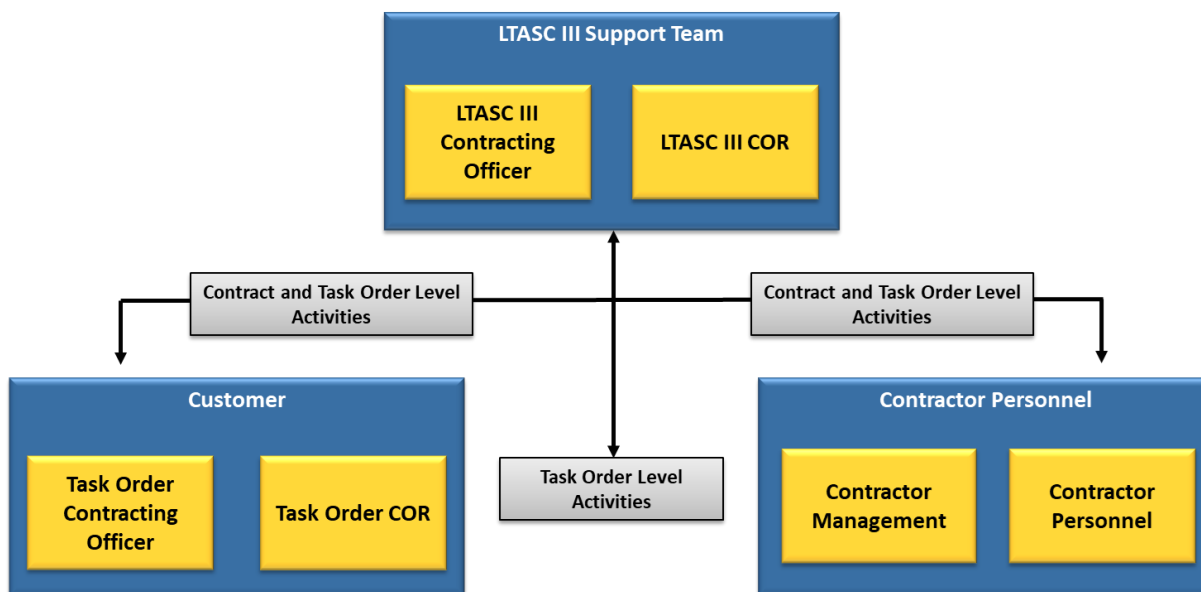 LTASC III Support Team
LTASC III
Contracting
Officer
LTASC III COR
Contract and Task Order Level
Activities
Contract and Task Order Level
Activities
Customer
Task Order
Contracting
Officer
Task Order COR
Task Order Level
Activities
Contractor Personnel
Contractor
Management
Contractor
Personnel